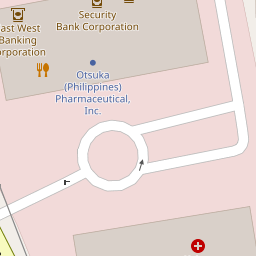 Security
Bank Corporation
East West
Banking
Corporation
Otsuka
(Philippines)
Pharmaceutical,
Inc.